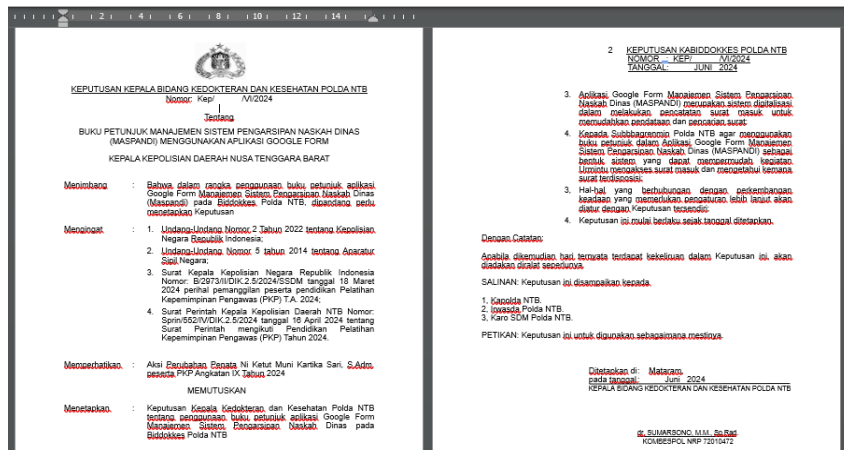 2 4 6 8 10 12 14
KEPUTUSAN KEPALA BIDANG KEDOKTERAN DAN KESEHATAN POLDA NTB
Nomor: Kep/ /VI/2024
Tentang
BUKU PETUNJUK MANAJEMEN SISTEM PENGARSIPAN NASKAH DINAS
(MASPANDI) MENGGUNAKAN APLIKASI GOOGLE FORM
KEPALA KEPOLISIAN DAERAH NUSA TENGGARA BARAT
Menimbang : Bahwa dalam rangka penggunaan buku petunjuk aplikasi
Google Form Manajemen Sistem Pengarsipan Naskah Dinas
(Maspandi) pada Biddokkes Polda NTB, dipandang perlu
menetapkan Keputusan
Mengingat : 1. Undang-Undang Nomor 2 Tahun 2022 tentang Kepolisian
Negara Republik Indonesia;
2. Undang-Undang Nomor 5 tahun 2014 tentang Aparatur
Sipil Negara;
3. Surat Kepala Kepolisian Negara Republik Indonesia
Nomor: B/2973/II/DIK.2.5/2024/SSDM tanggal 18 Maret
2024 perihal pemanggilan peserta pendidikan Pelatihan
Kepemimpinan Pengawas (PKP) T.A. 2024;
4. Surat Perintah Kepala Kepolisian Daerah NTB Nomor:
Sprin/552/IV/DIK.2.5/2024 tanggal 16 April 2024 tentang
Surat Perintah mengikuti Pendidikan Pelatihan
Kepemimpinan Pengawas (PKP) Tahun 2024.
Memperhatikan : Aksi Perubahan Penata Ni Ketut Muni Kartika Sari, S.Adm.
peserta PKP Angkatan IX Tahun 2024
MEMUTUSKAN
Menetapkan : Keputusan Kepala Kedokteran dan Kesehatan Polda NTB
tentang penggunaan buku petunjuk aplikasi Google Form
Manajemen Sistem Pengarsipan Naskah Dinas pada
Biddokkes Polda NTB
2 KEPUTUSAN KABIDDOKKES POLDA NTB
NOMOR : KEP/ /VI/2024
TANGGAL: JUNI 2024
3. Aplikasi Google Form Manajemen Sistem Pengarsipan
Naskah Dinas (MASPANDI) merupakan sistem digitalisasi
dalam melakukan pencatatan surat masuk untuk
memudahkan pendataan dan pencarian surat;
4. Kepada Subbbagrenmin Polda NTB agar menggunakan
buku petunjuk dalam Aplikasi Google Form Manajemen
Sistem Pengarsipan Naskah Dinas (MASPANDI) sebagai
bentuk sistem yang dapat mempermudah kegiatan
Urmintu mengakses surat masuk dan mengetahui kemana
surat terdisposisi;
3. Hal-hal yang berhubungan dengan perkembangan
keadaan yang memerlukan pengaturan lebih lanjut akan
diatur dengan Keputusan tersendiri;
4. Keputusan ini mulai berlaku sejak tanggal ditetapkan.
Dengan Catatan:
Apabila dikemudian hari ternyata terdapat kekeliruan dalam Keputusan ini, akan
diadakan diralat seperlunya.
SALINAN: Keputusan ini disampaikan kepada.
1, Kapolda NTB.
2, Irwasda Polda NTB.
3, Karo SDM Polda NTB.
PETIKAN: Keputusan ini untuk digunakan sebagaimana mestinya.
Ditetapkan di: Mataram.
pada tanggal: Juni 2024
KEPALA BIDANG KEDOKTERAN DAN KESEHATAN POLDA NTB
dr. SUMARSONO, M.M., Sp.Rad.
KOMBESPOL NRP 72010472